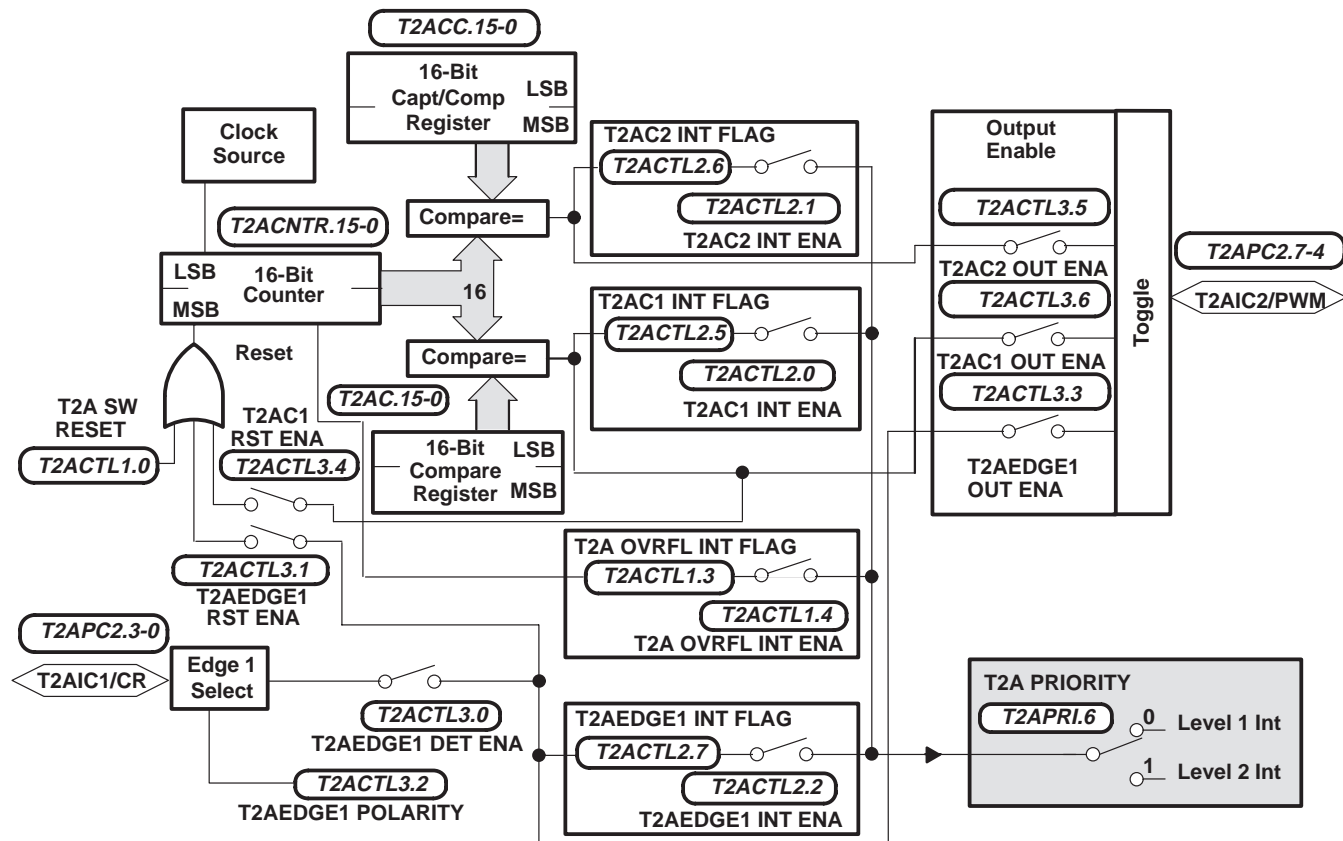 T2ACC.15-0
16-Bit
Capt/Comp
Register
LSB
MSB
Clock
Source
T2ACNTR.15-0
LSB
MSB
16-Bit
Counter
Compare=
16
Compare=
Reset
T2AC.15-0
16-Bit
Compare
Register
LSB
MSB
T2A SW
RESET
T2ACTL1.0
T2AC1
RST ENA
T2ACTL3.4
T2ACTL3.1
T2AEDGE1
RST ENA
T2APC2.3-0
T2AIC1/CR
Edge 1
Select
T2ACTL3.0
T2AEDGE1 DET ENA
T2ACTL3.2
T2AEDGE1 POLARITY
T2AC2 INT FLAG
T2ACTL2.6
T2ACTL2.1
T2AC2 INT ENA
T2AC1 INT FLAG
T2ACTL2.5
T2ACTL2.0
T2AC1 INT ENA
T2A OVRFL INT FLAG
T2ACTL1.3
T2ACTL1.4
T2A OVRFL INT ENA
T2AEDGE1 INT FLAG
T2ACTL2.7
T2ACTL2.2
T2AEDGE1 INT ENA
Output
Enable
T2ACTL3.5
T2AC2 OUT ENA
T2ACTL3.6
T2AC1 OUT ENA
T2ACTL3.3
T2AEDGE1
OUT ENA
Toggle
T2APC2.7-4
T2AIC2/PWM
T2A PRIORITY
T2APRI.6
0
Level 1 Int
1
Level 2 Int